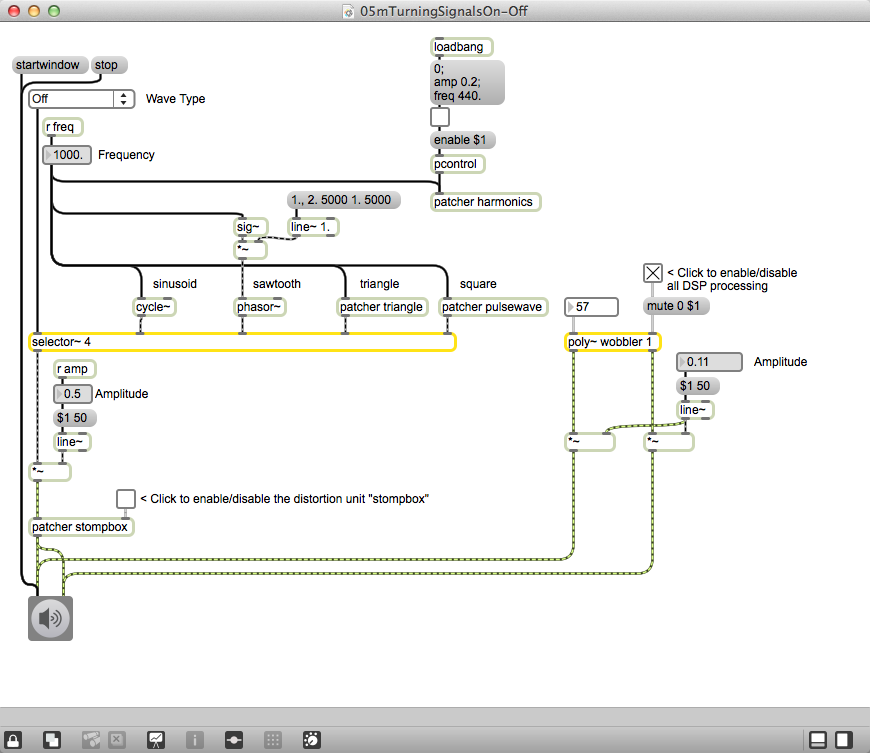 05mTurningSignalsOn-Off
loadbang
startwindow
stop
0;
amp 0.2;
freq 440.
Off
Wave Type
r freq
enable $1
1000.
Frequency
pcontrol
1., 2. 5000 1. 5000
patcher harmonics
sig~
line~ 1.
*~
< Click to enable/disable
all DSP processing
sinusoid
sawtooth
triangle
square
cycle~
phasor~
patcher triangle
patcher pulsewave
57
mute 0 $1
selector~ 4
poly~ wobbler 1
r amp
0.11
Amplitude
0.5
Amplitude
$1 50
$1 50
line~
line~
*~
*~
*~
< Click to enable/disable the distortion unit "stompbox"
patcher stompbox